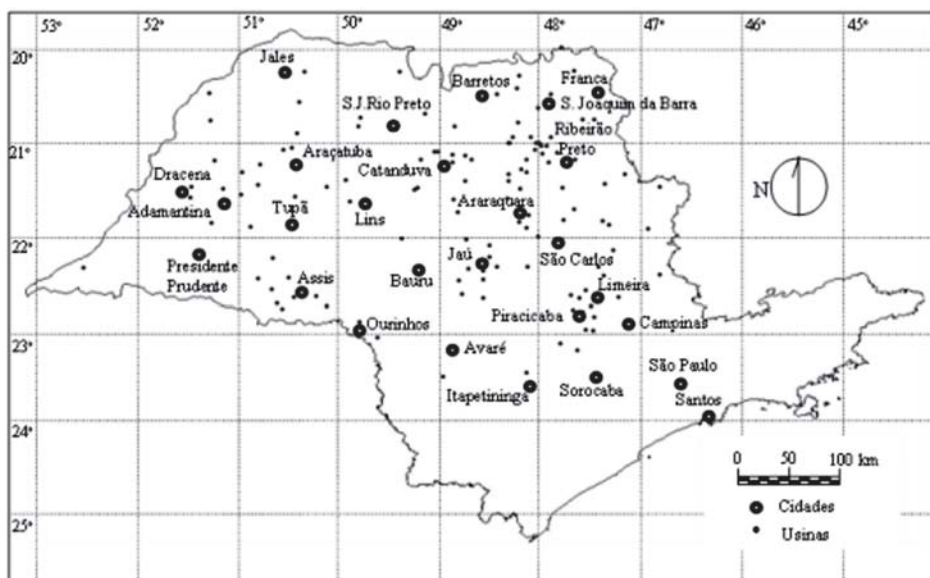 53° 52° 51° 50° 49° 48° 47° 46° 45°
20°
Jales
Barretos
Franca
S.J.Rio Preto
S. Joaquim da Barra
Ribeirão
Preto
21°
Araçatuba
Catanduva
Dracena
Adamantina
Tupã
Lins
Araraquara
N
22°
Presidente
Prudente
Assis
Bauru
Jaú
São Carlos
Limeira
Piracicaba
Campinas
Ourinhos
23°
Avaré
Itapetininga
Sorocaba
São Paulo
Santos
24°
0 50 100 km
Cidades
Usinas
25°